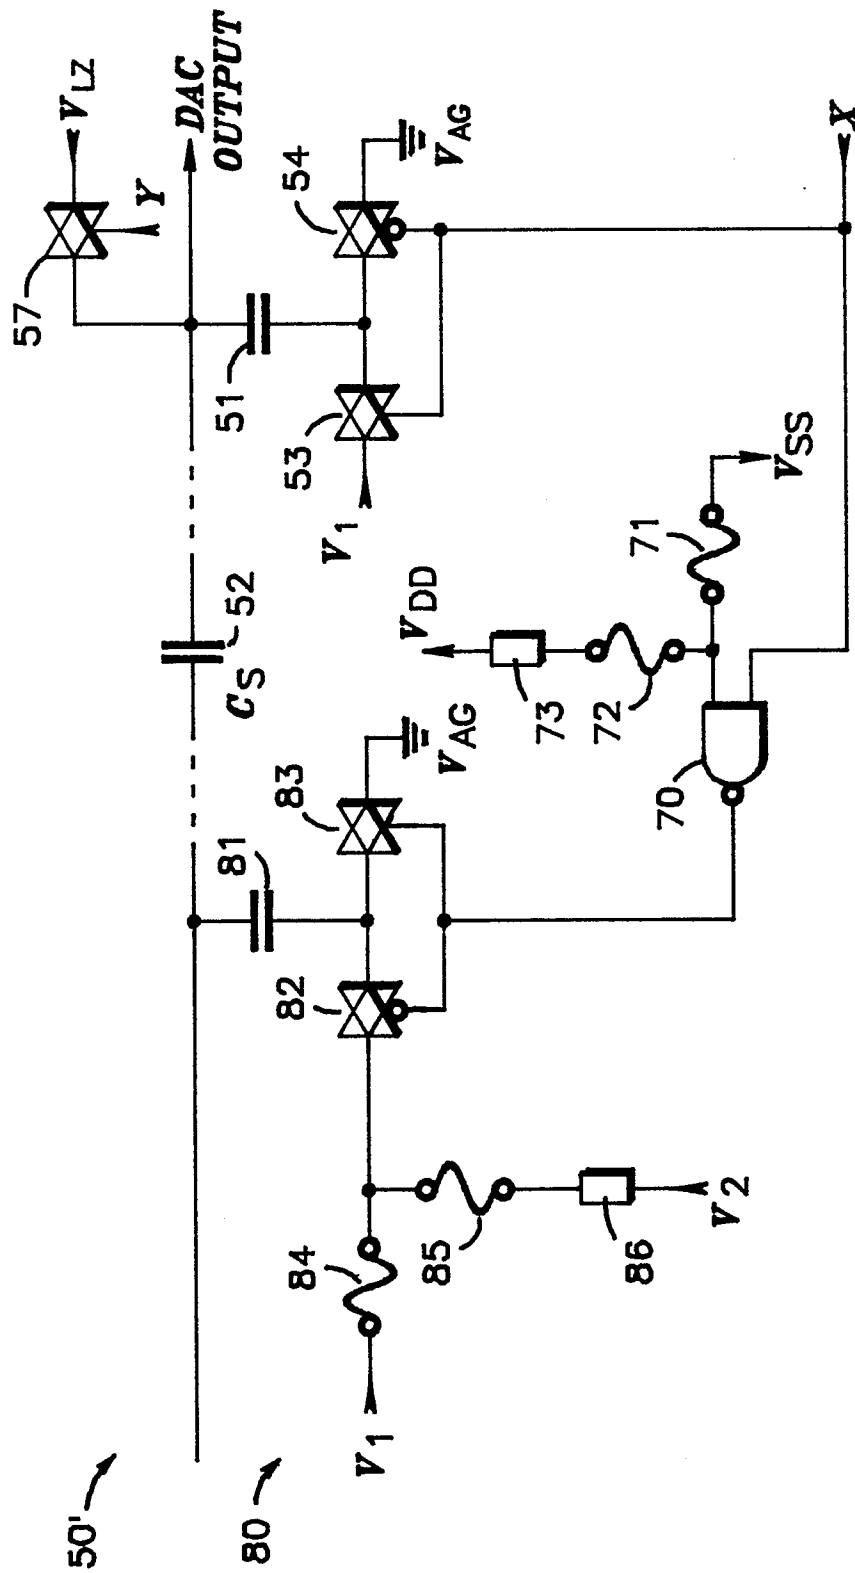 50'
80
57
V_LZ
Y
DAC
OUTPUT
51
53
54
V_1
V_AG
X
C_S
52
81
82
83
V_AG
V_DD
73
72
71
V_SS
70
V_1
84
85
86
V_2